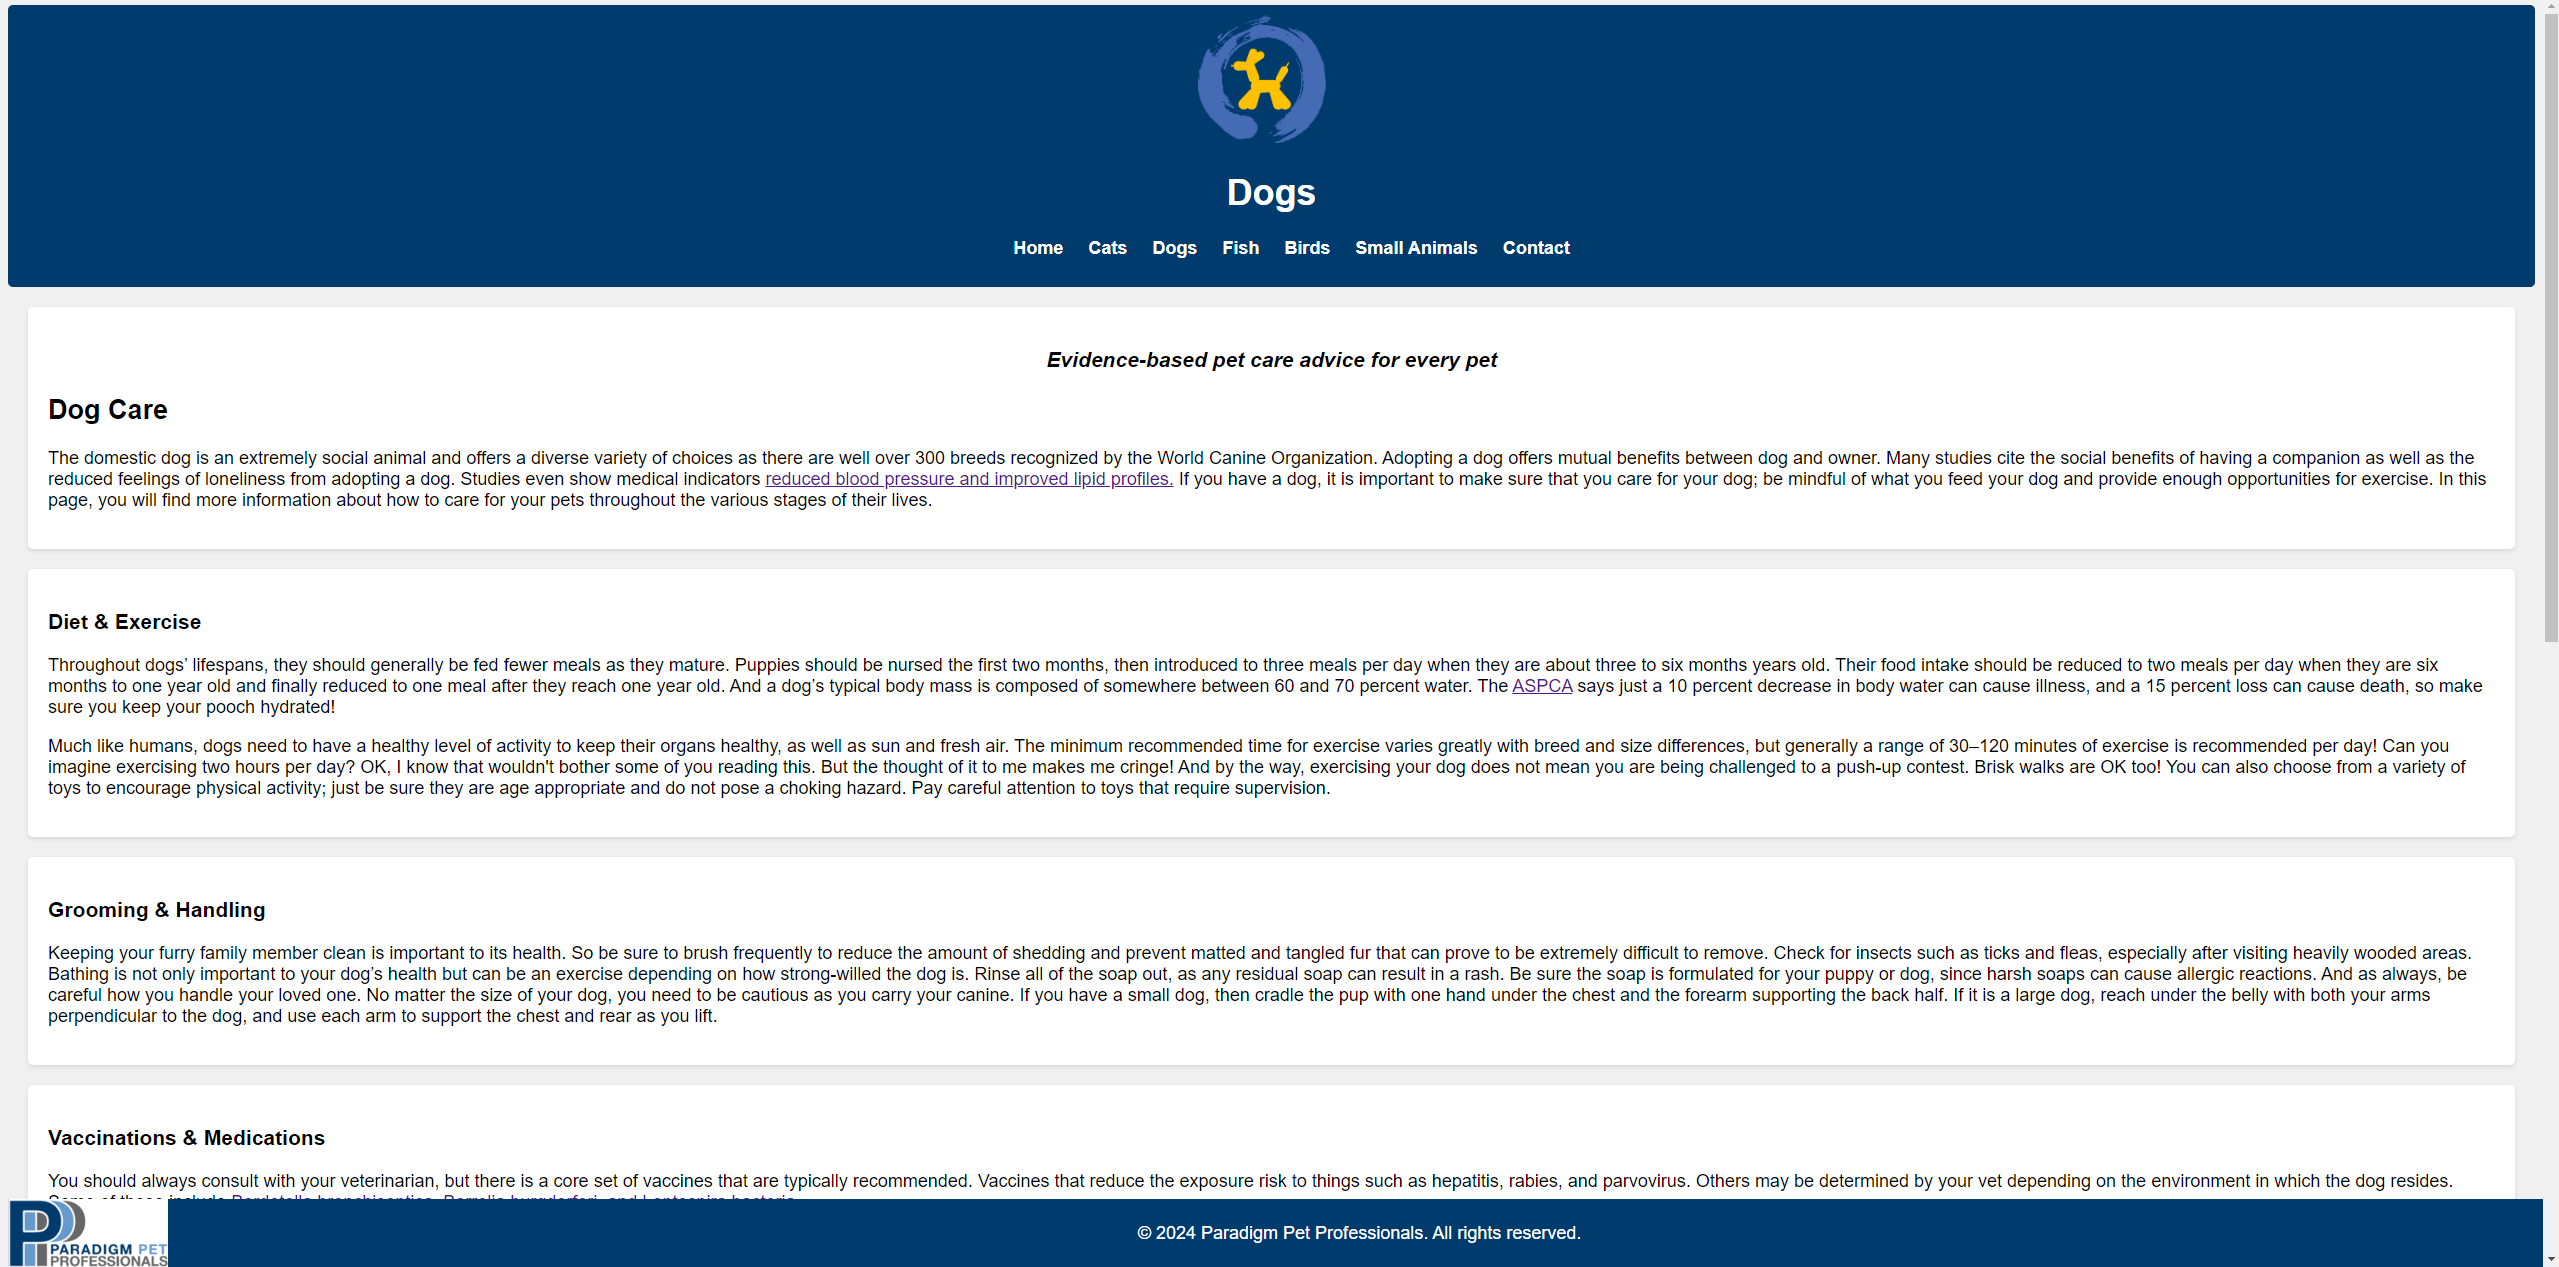 Dogs
Home Cats Dogs Fish Birds Small Animals Contact
Evidence-based pet care advice for every pet
Dog Care
The domestic dog is an extremely social animal and offers a diverse variety of choices as there are well over 300 breeds recognized by the World Canine Organization. Adopting a dog offers mutual benefits between dog and owner. Many studies cite the social benefits of having a companion as well as the
reduced feelings of loneliness from adopting a dog. Studies even show medical indicators reduced blood pressure and improved lipid profiles. If you have a dog, it is important to make sure that you care for your dog; be mindful of what you feed your dog and provide enough opportunities for exercise. In this
page, you will find more information about how to care for your pets throughout the various stages of their lives.
Diet & Exercise
Throughout dogs’ lifespans, they should generally be fed fewer meals as they mature. Puppies should be nursed the first two months, then introduced to three meals per day when they are about three to six months years old. Their food intake should be reduced to two meals per day when they are six
months to one year old and finally reduced to one meal after they reach one year old. And a dog’s typical body mass is composed of somewhere between 60 and 70 percent water. The ASPCA says just a 10 percent decrease in body water can cause illness, and a 15 percent loss can cause death, so make
sure you keep your pooch hydrated!
Much like humans, dogs need to have a healthy level of activity to keep their organs healthy, as well as sun and fresh air. The minimum recommended time for exercise varies greatly with breed and size differences, but generally a range of 30–120 minutes of exercise is recommended per day! Can you
imagine exercising two hours per day? OK, I know that wouldn't bother some of you reading this. But the thought of it to me makes me cringe! And by the way, exercising your dog does not mean you are being challenged to a push-up contest. Brisk walks are OK too! You can also choose from a variety of
toys to encourage physical activity; just be sure they are age appropriate and do not pose a choking hazard. Pay careful attention to toys that require supervision.
Grooming & Handling
Keeping your furry family member clean is important to its health. So be sure to brush frequently to reduce the amount of shedding and prevent matted and tangled fur that can prove to be extremely difficult to remove. Check for insects such as ticks and fleas, especially after visiting heavily wooded areas.
Bathing is not only important to your dog’s health but can be an exercise depending on how strong-willed the dog is. Rinse all of the soap out, as any residual soap can result in a rash. Be sure the soap is formulated for your puppy or dog, since harsh soaps can cause allergic reactions. And as always, be
careful how you handle your loved one. No matter the size of your dog, you need to be cautious as you carry your canine. If you have a small dog, then cradle the pup with one hand under the chest and the forearm supporting the back half. If it is a large dog, reach under the belly with both your arms
perpendicular to the dog, and use each arm to support the chest and rear as you lift.
Vaccinations & Medications
You should always consult with your veterinarian, but there is a core set of vaccines that are typically recommended. Vaccines that reduce the exposure risk to things such as hepatitis, rabies, and parvovirus. Others may be determined by your vet depending on the environment in which the dog resides.
Some of these include Bordetella bronchiseptica, Borrelia burgdorferi, and Leptospira bacteria.
PARADIGM PET
PROFESSIONALS
© 2024 Paradigm Pet Professionals. All rights reserved.